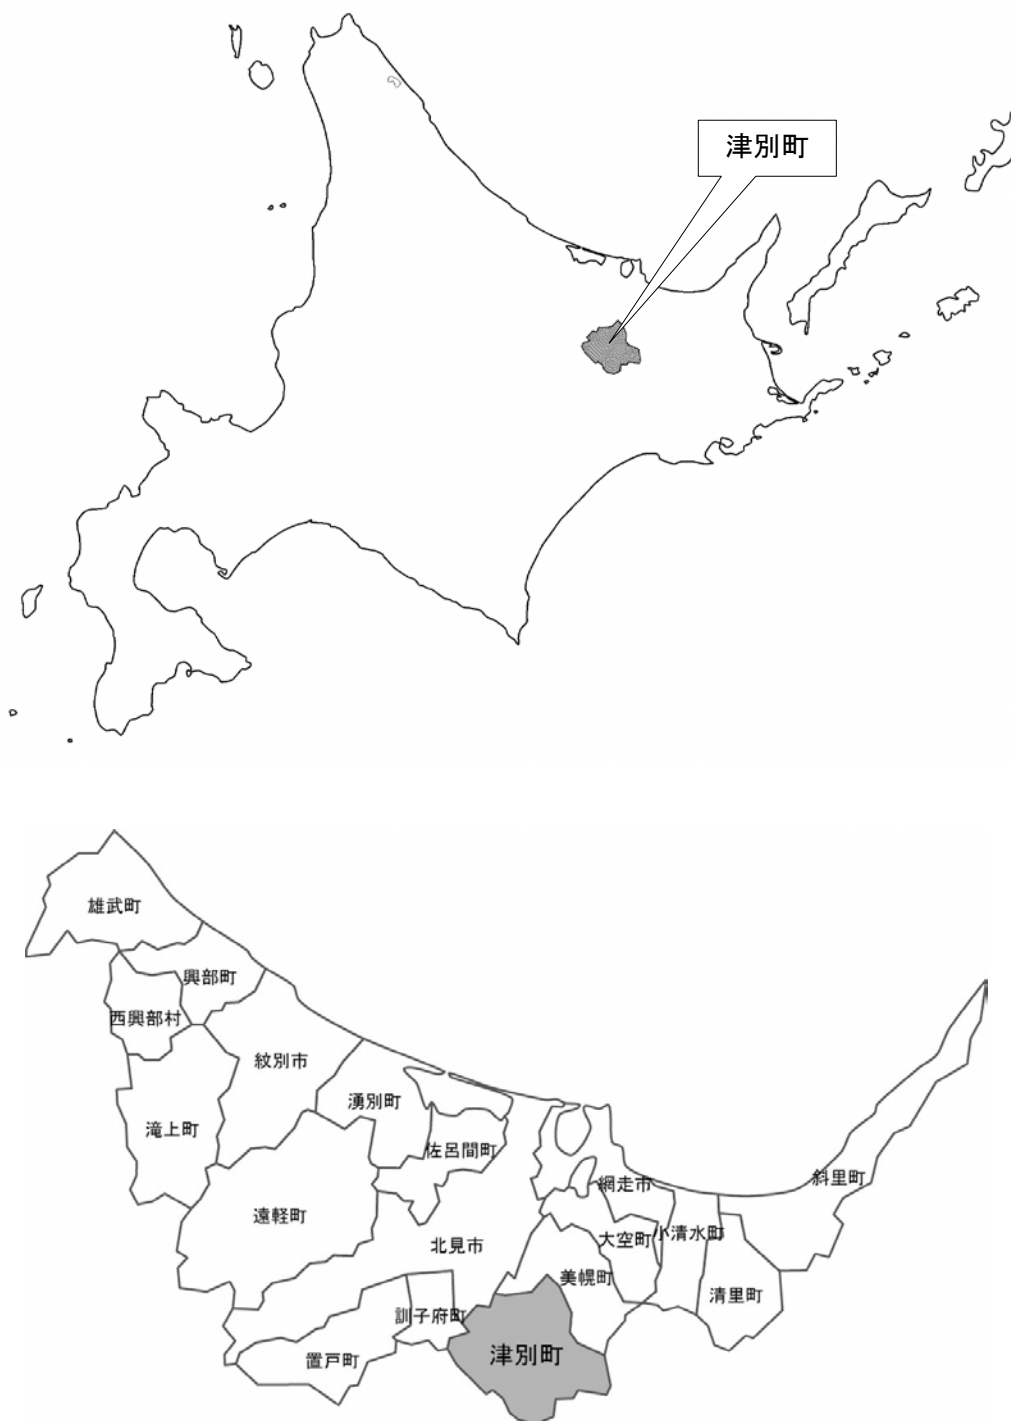 津別町
雄武町
興部町
西興部村
紋別市
湧別町
滝上町
佐呂間町
網走市
斜里町
遠軽町
大空町
小清水町
北見市
美幌町
清里町
訓子府町
津別町
置戸町